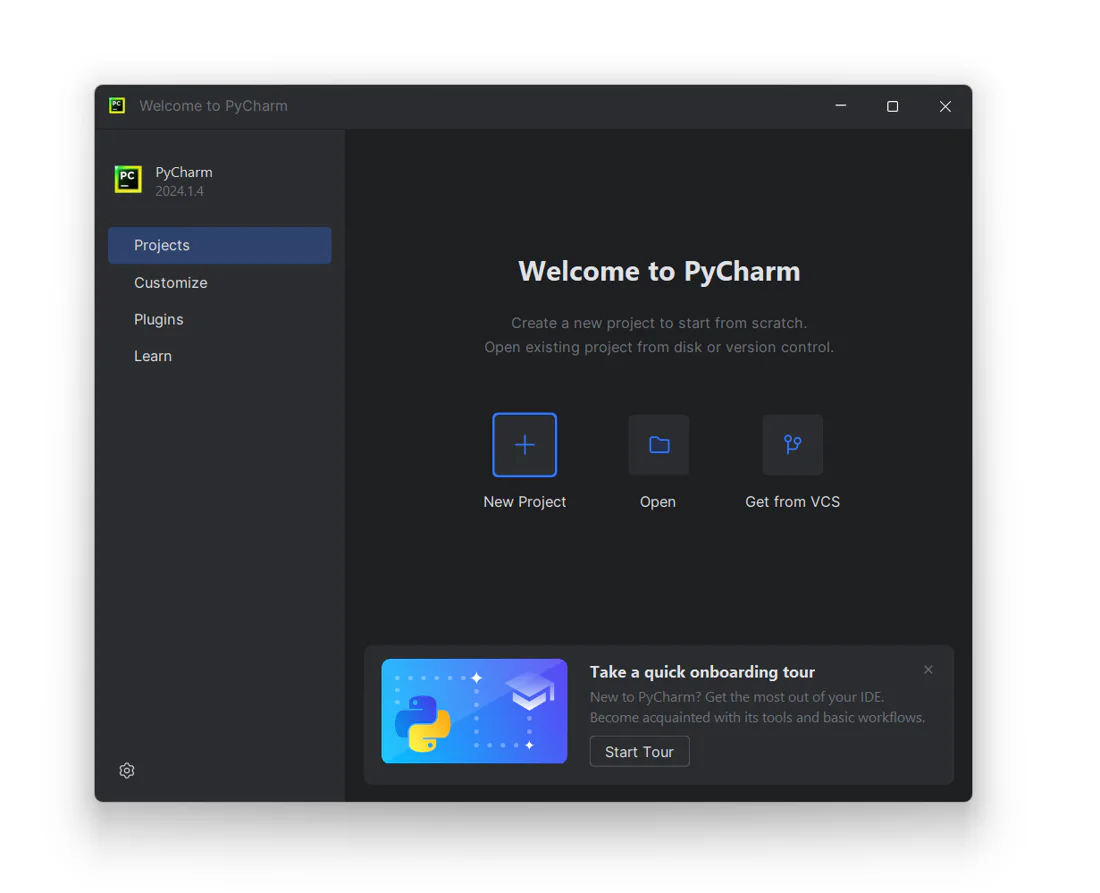 PC
Welcome to PyCharm
PC
PyCharm
2024.1.4
Projects
Customize
Plugins
Learn
Welcome to PyCharm
Create a new project to start from scratch.
Open existing project from disk or version control.
New Project
Open
Get from VCS
Take a quick onboarding tour
New to PyCharm? Get the most out of your IDE.
Become acquainted with its tools and basic workflows.
Start Tour